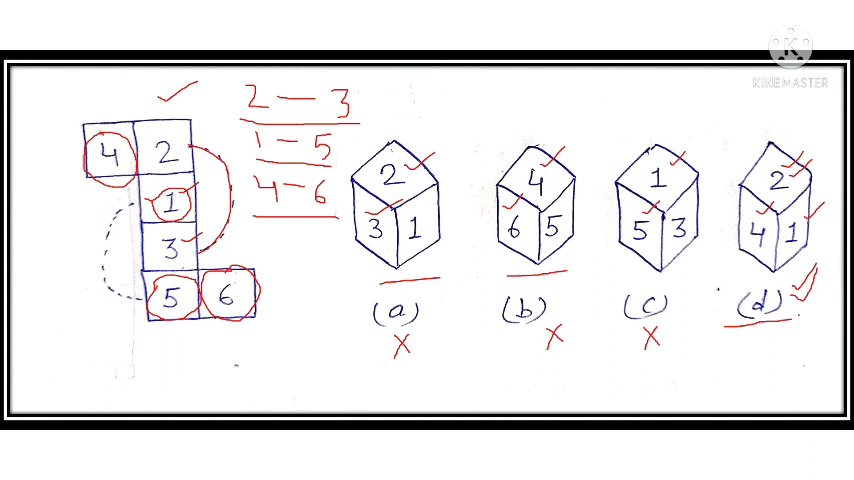 K
KINEMASTER
2 — 3
1 — 5
4 — 6
4 2
1
3
5 6
2
3 1
4
6 5
1
5 3
2
4 1
(a) (b) (c) (d)
x x x